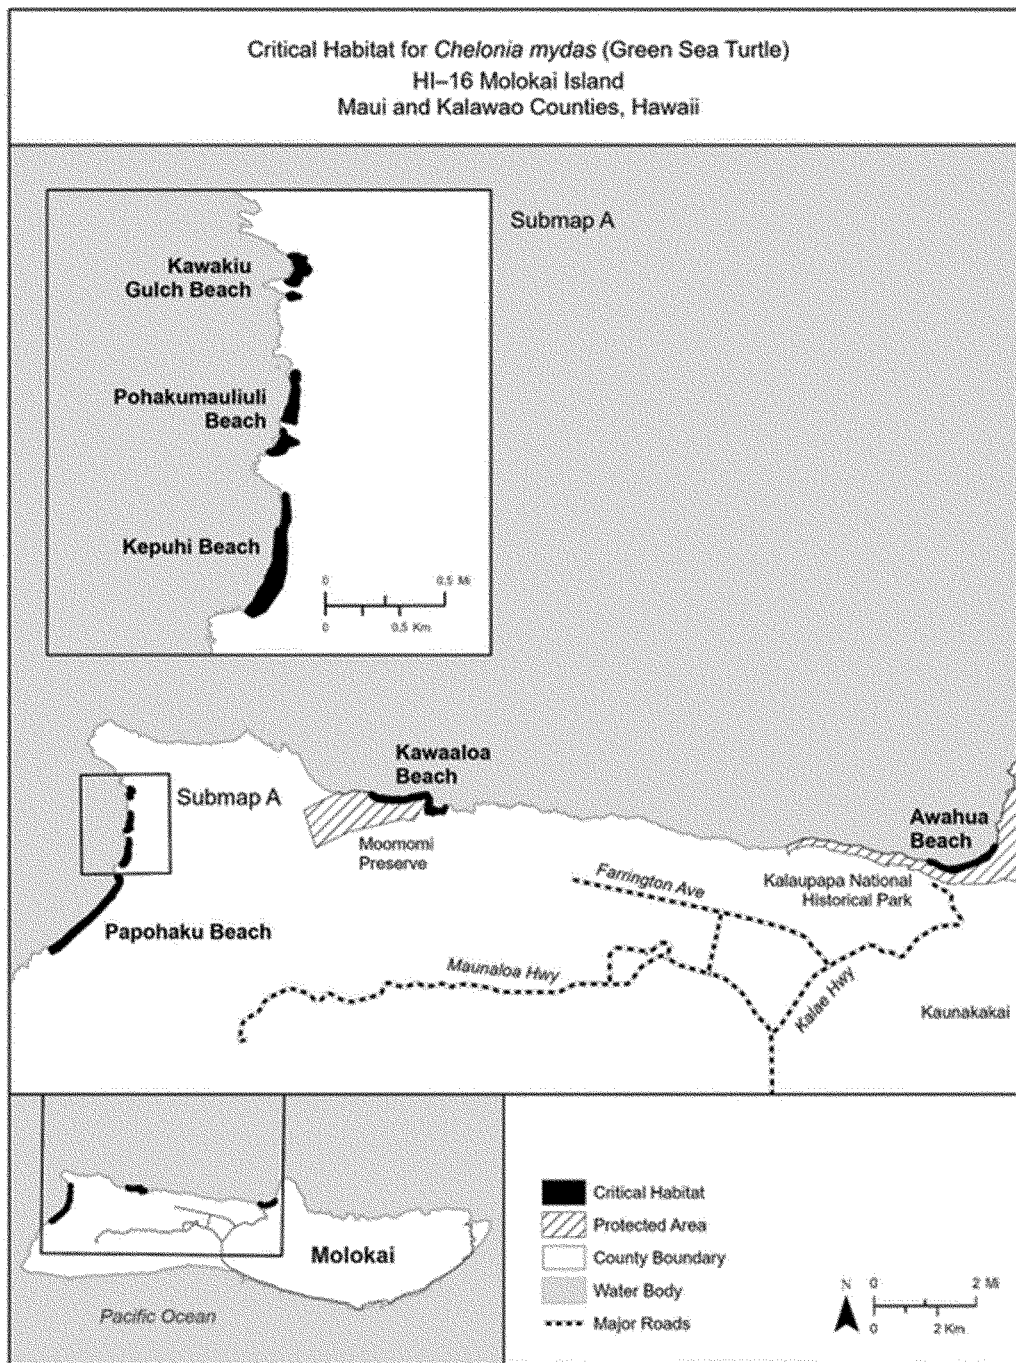 Critical Habitat for Chelonia mydas (Green Sea Turtle)
HI–16 Molokai Island
Maui and Kalawao Counties, Hawaii
Submap A
Kawakiu
Gulch Beach
Pohakumauliuli
Beach
Kepuhi Beach
0 0.5 Mi
0 0.5 Km
Kawaaloa
Beach
Submap A
Awahua
Beach
Moomomi
Preserve
Kalaupapa National
Historical Park
Farrington Ave
Papohaku Beach
Maunaloa Hwy
Kalae Hwy
Kaunakakai
Molokai
Pacific Ocean
Critical Habitat
Protected Area
County Boundary
Water Body
Major Roads
N
0 2 Mi
0 2 Km